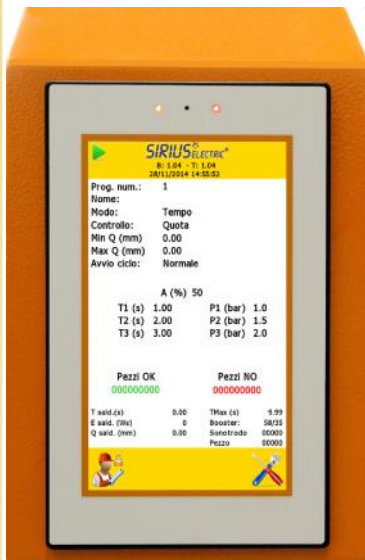 SIRIUS ELECTRIC®
B: 1.04 - T: 1.04
28/11/2014 14:55:52
Prog. num.: 1
Nome:
Modo: Tempo
Controllo: Quota
Min Q (mm) 0.00
Max Q (mm) 0.00
Avvio ciclo: Normale
A (%) 50
T1 (s) 1.00 P1 (bar) 1.0
T2 (s) 2.00 P2 (bar) 1.5
T3 (s) 3.00 P3 (bar) 2.0
Pezzi OK Pezzi NO
000000000 000000000
T sald.(s) 0.00 TMax (s) 9.99
E sald. (Ws) 0 Booster: 50/35
Q sald. (mm) 0.00 Sonotrodo 00000
Pezzo 00000